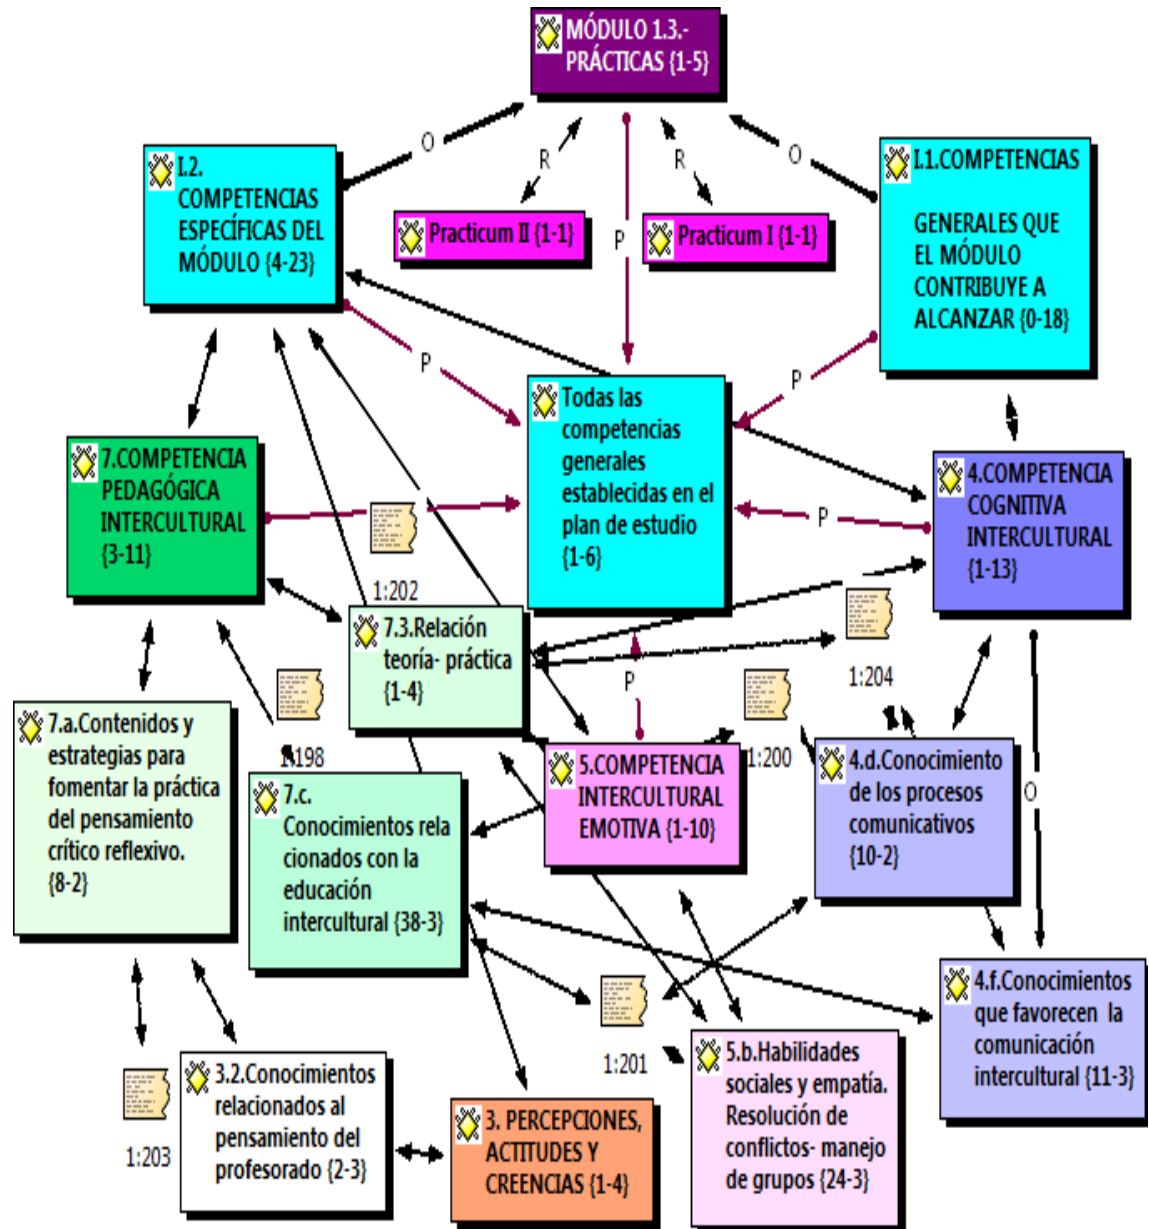 MÓDULO 1.3.-
PRÁCTICAS {1-5}
O
O
R
R
I.2.
COMPETENCIAS
ESPECÍFICAS DEL
MÓDULO {4-23}
I.1.COMPETENCIAS
GENERALES QUE
EL MÓDULO
CONTRIBUYE A
ALCANZAR {0-18}
Practicum II {1-1}
P
Practicum I {1-1}
P
P
Todas las
competencias
generales
establecidas en el
plan de estudio
{1-6}
7.COMPETENCIA
PEDAGÓGICA
INTERCULTURAL
{3-11}
4.COMPETENCIA
COGNITIVA
INTERCULTURAL
{1-13}
P
1:202
7.3.Relación
teoría- práctica
{1-4}
1:204
P
1:198
1:200
7.a.Contenidos y
estrategias para
fomentar la práctica
del pensamiento
crítico reflexivo.
{8-2}
7.c.
Conocimientos rela
cionados con la
educación
intercultural {38-3}
5.COMPETENCIA
INTERCULTURAL
EMOTIVA {1-10}
4.d.Conocimiento
de los procesos
comunicativos
{10-2}
O
4.f.Conocimientos
que favorecen la
comunicación
intercultural {11-3}
1:201
1:203
3.2.Conocimientos
relacionados al
pensamiento del
profesorado {2-3}
3. PERCEPCIONES,
ACTITUDES Y
CREENCIAS {1-4}
5.b.Habilidades
sociales y empatía.
Resolución de
conflictos- manejo
de grupos {24-3}